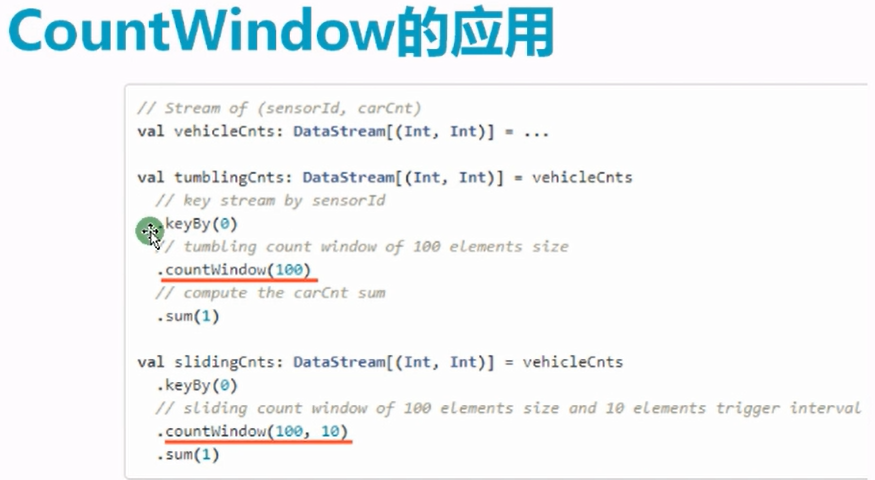 CountWindow的应用
// Stream of (sensorId, carCnt)
val vehicleCnts: DataStream[(Int, Int)] = ...
val tumblingCnts: DataStream[(Int, Int)] = vehicleCnts
// key stream by sensorId
.keyBy(0)
// tumbling count window of 100 elements size
.countWindow(100)
// compute the carCnt sum
.sum(1)
val slidingCnts: DataStream[(Int, Int)] = vehicleCnts
.keyBy(0)
// sliding count window of 100 elements size and 10 elements trigger interval
.countWindow(100, 10)
.sum(1)